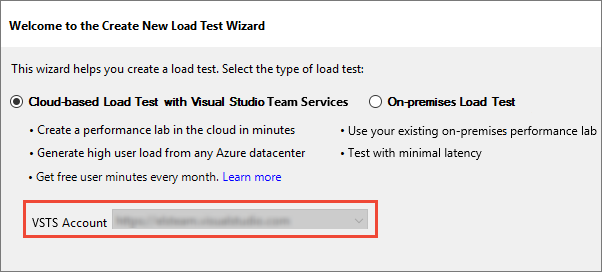 Welcome to the Create New Load Test Wizard
This wizard helps you create a load test. Select the type of load test:
Cloud-based Load Test with Visual Studio Team Services
On-premises Load Test
• Create a performance lab in the cloud in minutes
• Use your existing on-premises performance lab
• Generate high user load from any Azure datacenter
• Test with minimal latency
• Get free user minutes every month. Learn more
VSTS Account